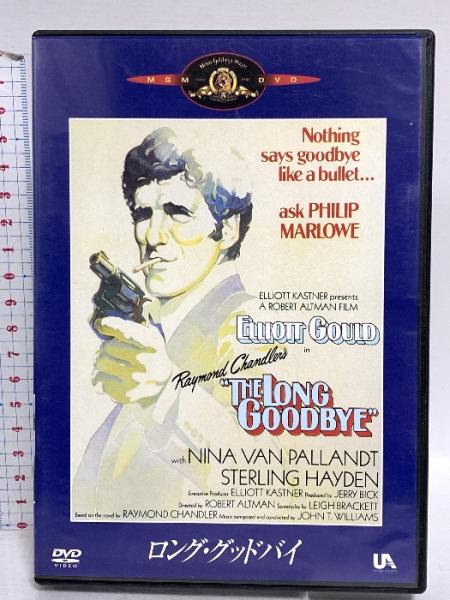 MGM DVD
Nothing
says goodbye
like a bullet...
ask PHILIP
MARLOWE
ELLIOTT KASTNER presents
A ROBERT ALTMAN FILM
ELLIOTT GOULD
in
Raymond Chandler's
"THE LONG
GOODBYE"
with NINA VAN PALLANDT
STERLING HAYDEN
Executive Producer ELLIOTT KASTNER Produced by JERRY BICK
Directed by ROBERT ALTMAN Screenplay by LEIGH BRACKETT
Based on the novel by RAYMOND CHANDLER Music composed and conducted by JOHN T. WILLIAMS
DVD
VIDEO
ロング・グッドバイ
UA